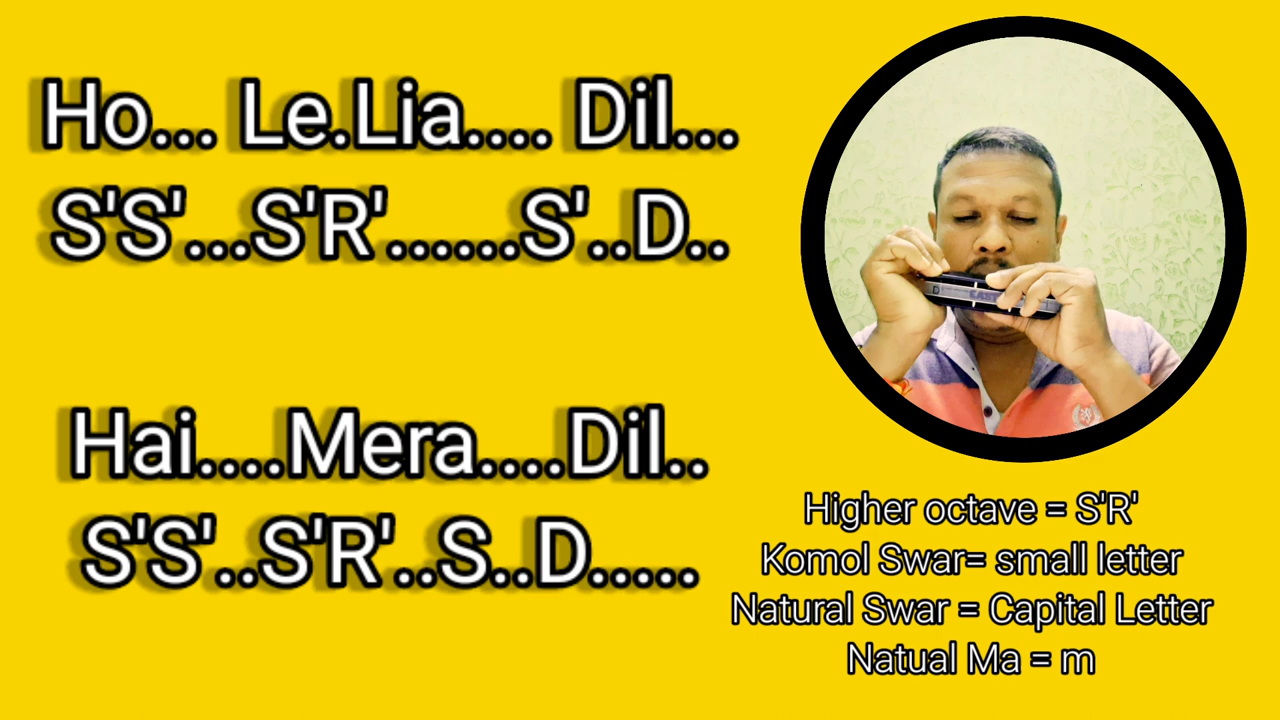 Ho... Le.Lia.... Dil...
S'S'...S'R'.......S'..D..
Hai....Mera....Dil..
S'S'..S'R'..S..D.....
Higher octave = S'R'
Komol Swar= small letter
Natural Swar = Capital Letter
Natual Ma = m